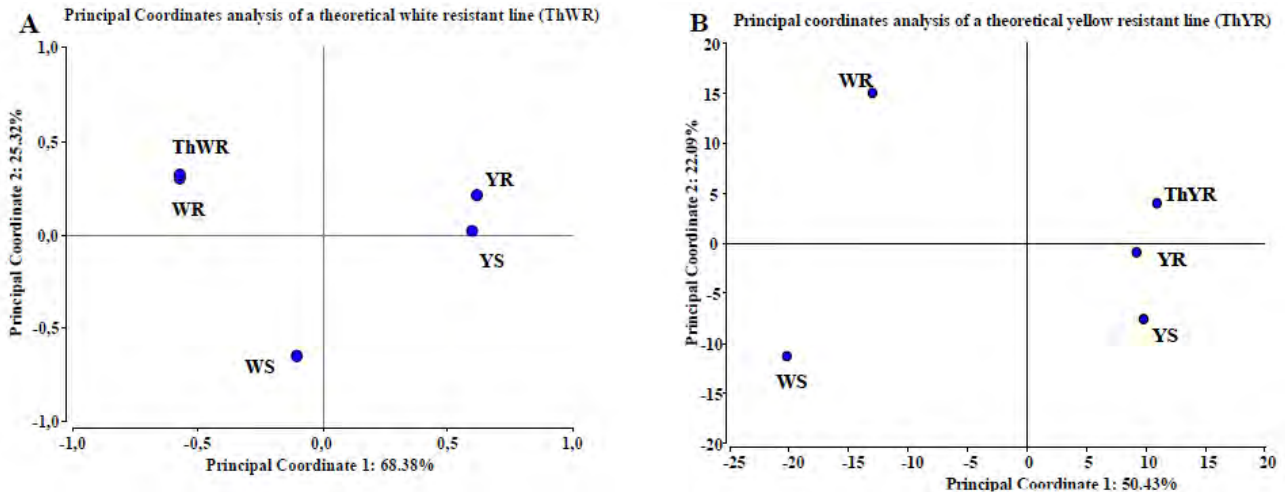 A
Principal Coordinates analysis of a theoretical white resistant line (ThWR)
1,0
0,5
0,0
-0,5
-1,0
Principal Coordinate 2: 25.32%
ThWR
WR
YR
YS
WS
-1,0 -0,5 0,0 0,5 1,0
Principal Coordinate 1: 68.38%
B
Principal coordinates analysis of a theoretical yellow resistant line (ThYR)
20
15
10
5
0
-5
-10
-15
-20
Principal Coordinate 2: 22.09%
WR
ThYR
YR
YS
WS
-25 -20 -15 -10 -5 0 5 10 15 20
Principal Coordinate 1: 50.43%